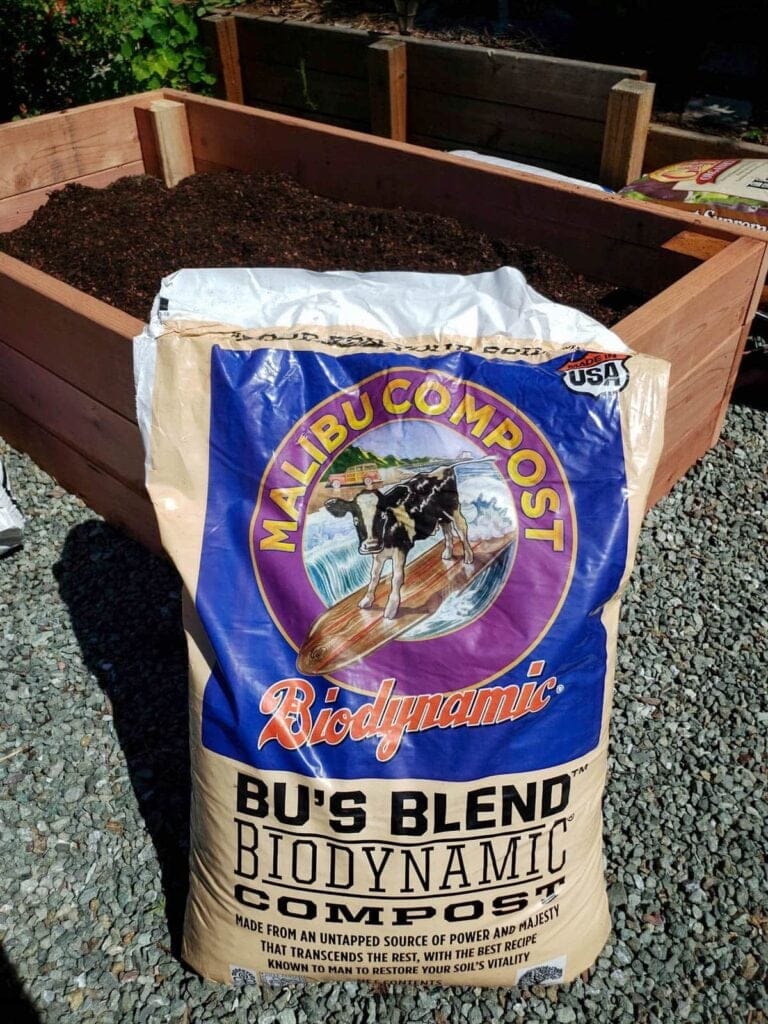 MADE IN
USA
MALIBU COMPOST
Biodynamic®
BU'S BLEND™
BIODYNAMIC®
COMPOST
MADE FROM AN UNTAPPED SOURCE OF POWER AND MAJESTY
THAT TRANSCENDS THE REST, WITH THE BEST RECIPE
KNOWN TO MAN TO RESTORE YOUR SOIL'S VITALITY